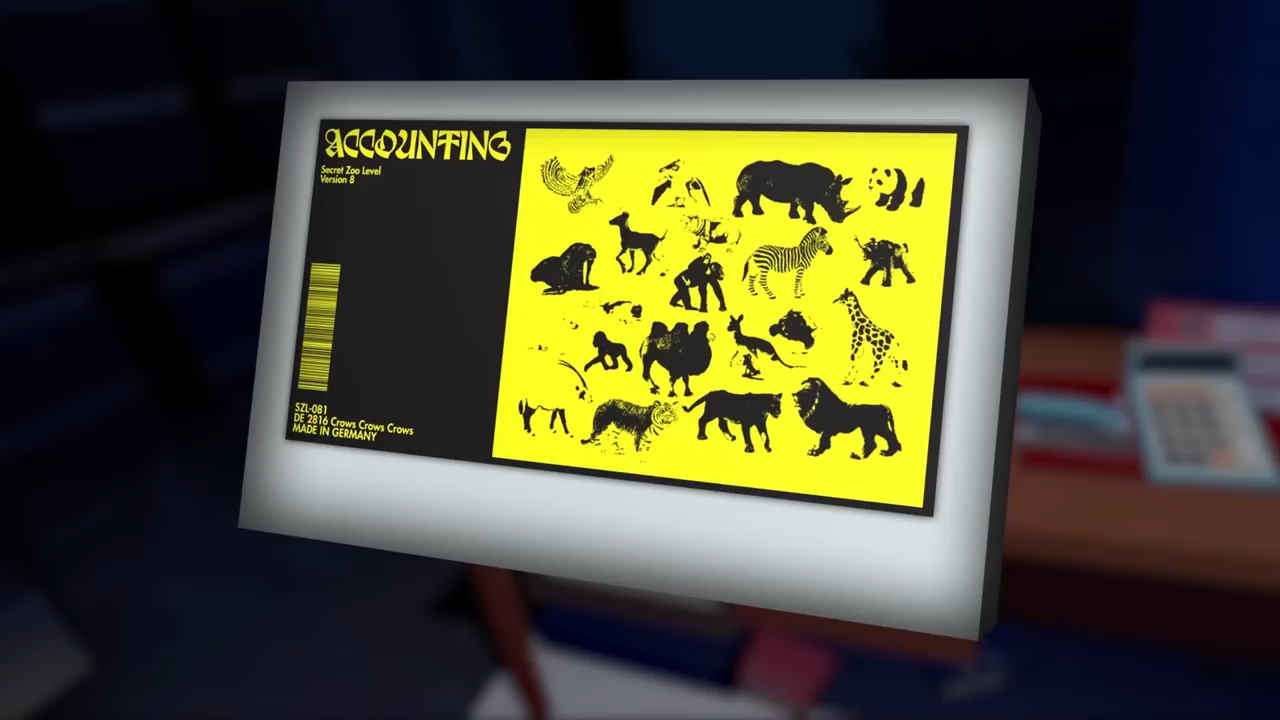 ACCOUNTING
Secret Zoo Level
Version 8
SZL-081
DE 2816 Crows Crows Crows
MADE IN GERMANY